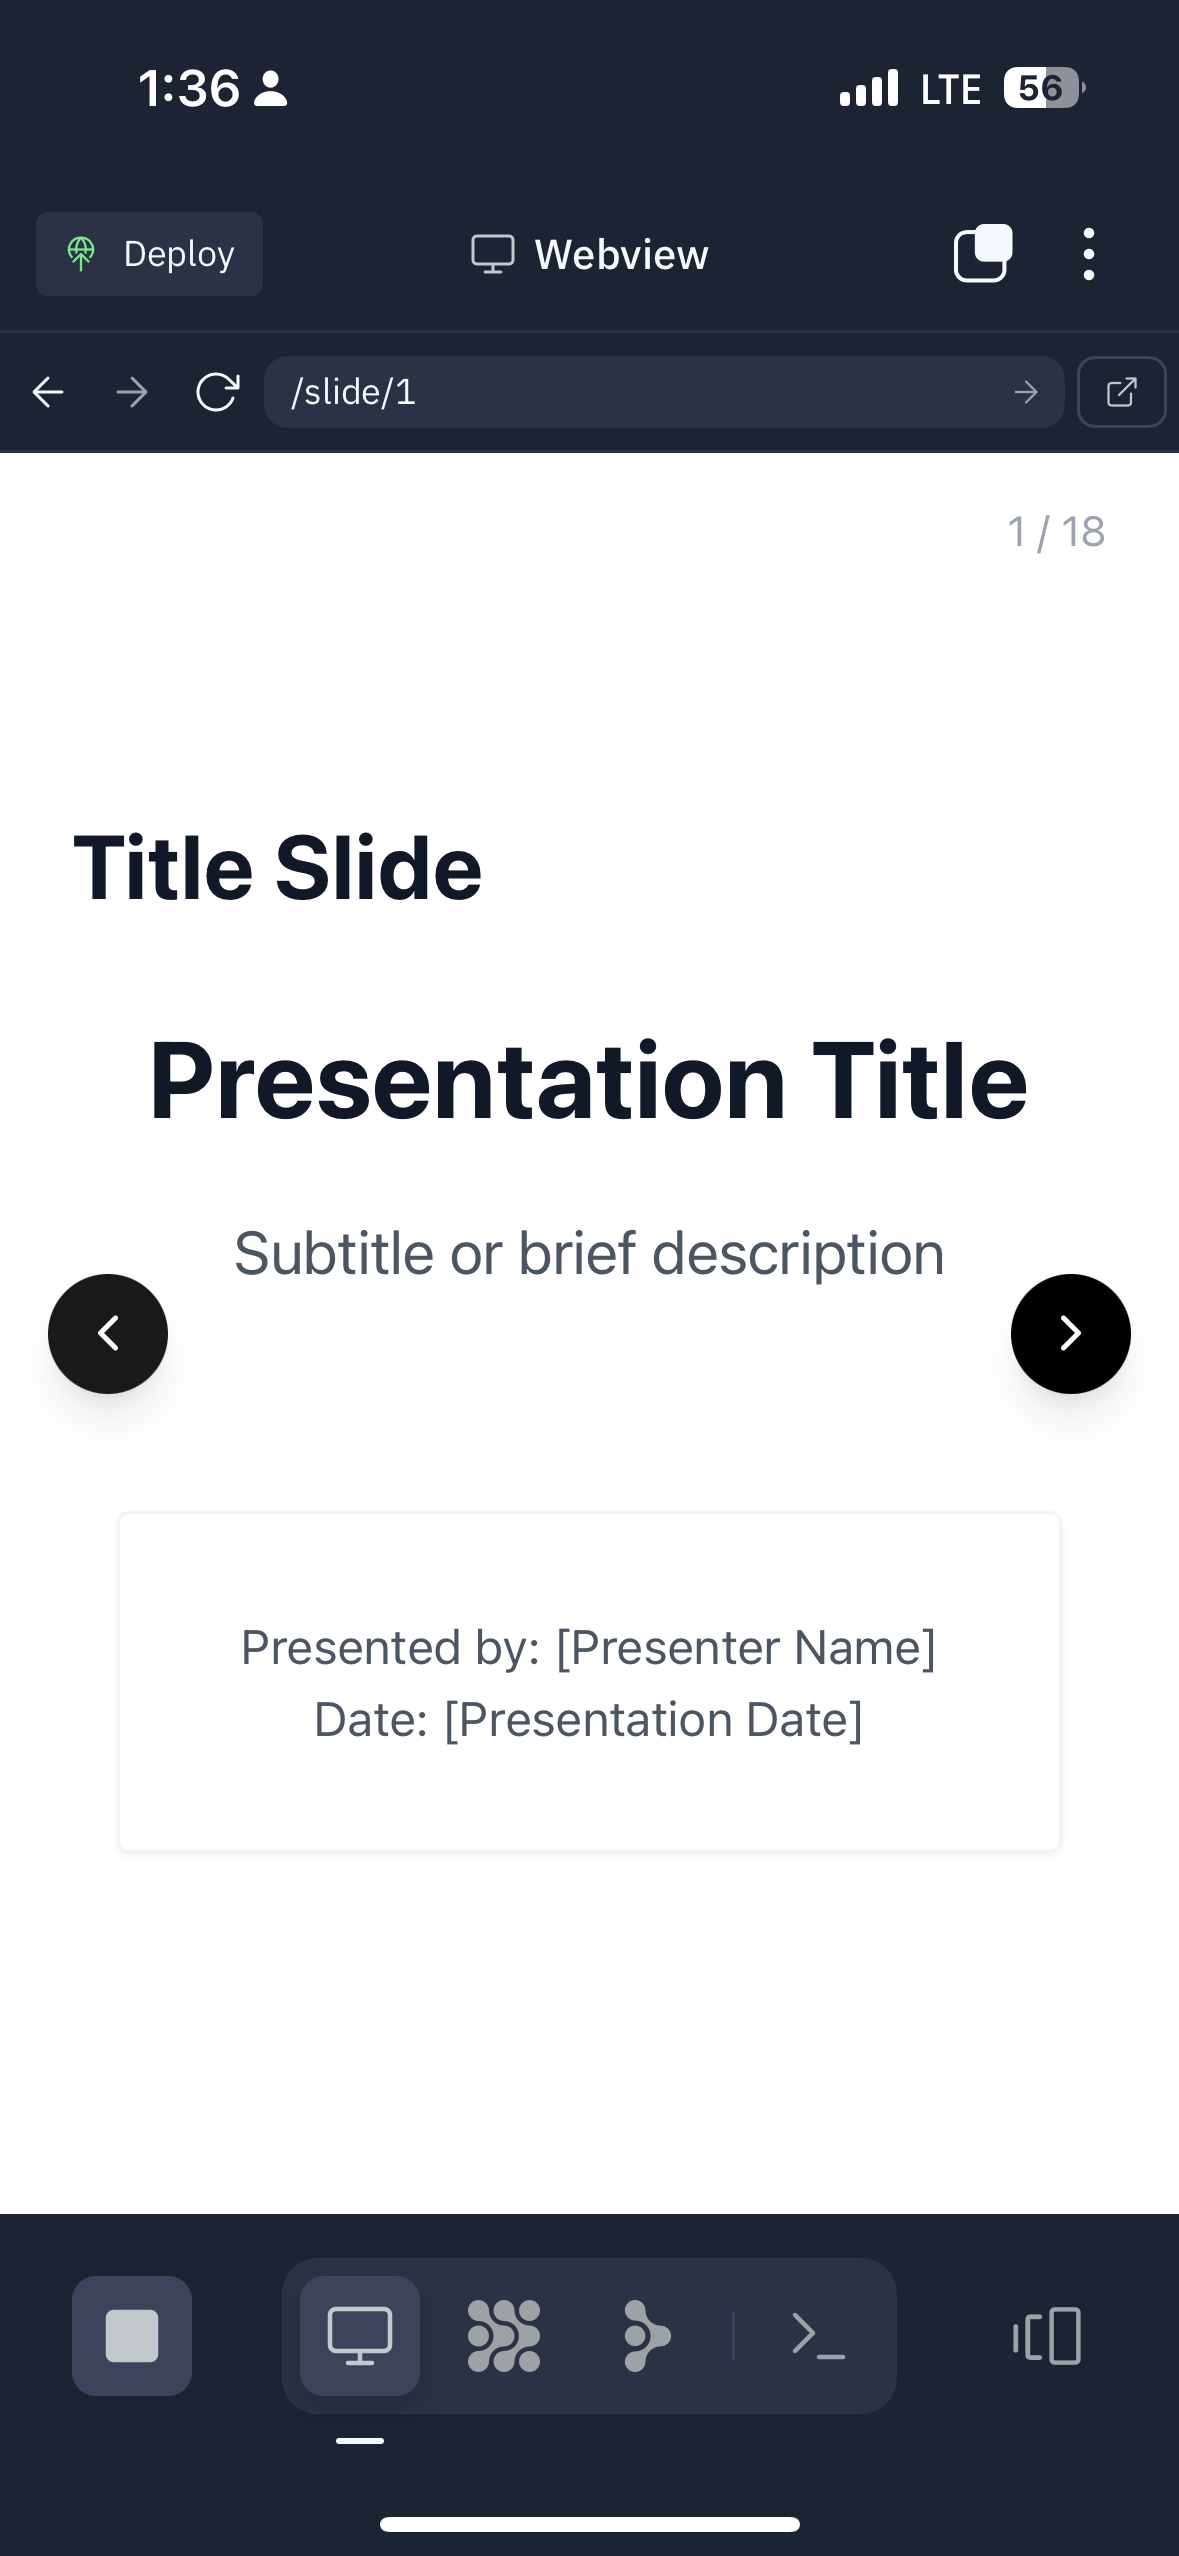 1:36
LTE
56
Deploy
Webview
/slide/1
1 / 18
Title Slide
Presentation Title
Subtitle or brief description
Presented by: [Presenter Name]
Date: [Presentation Date]